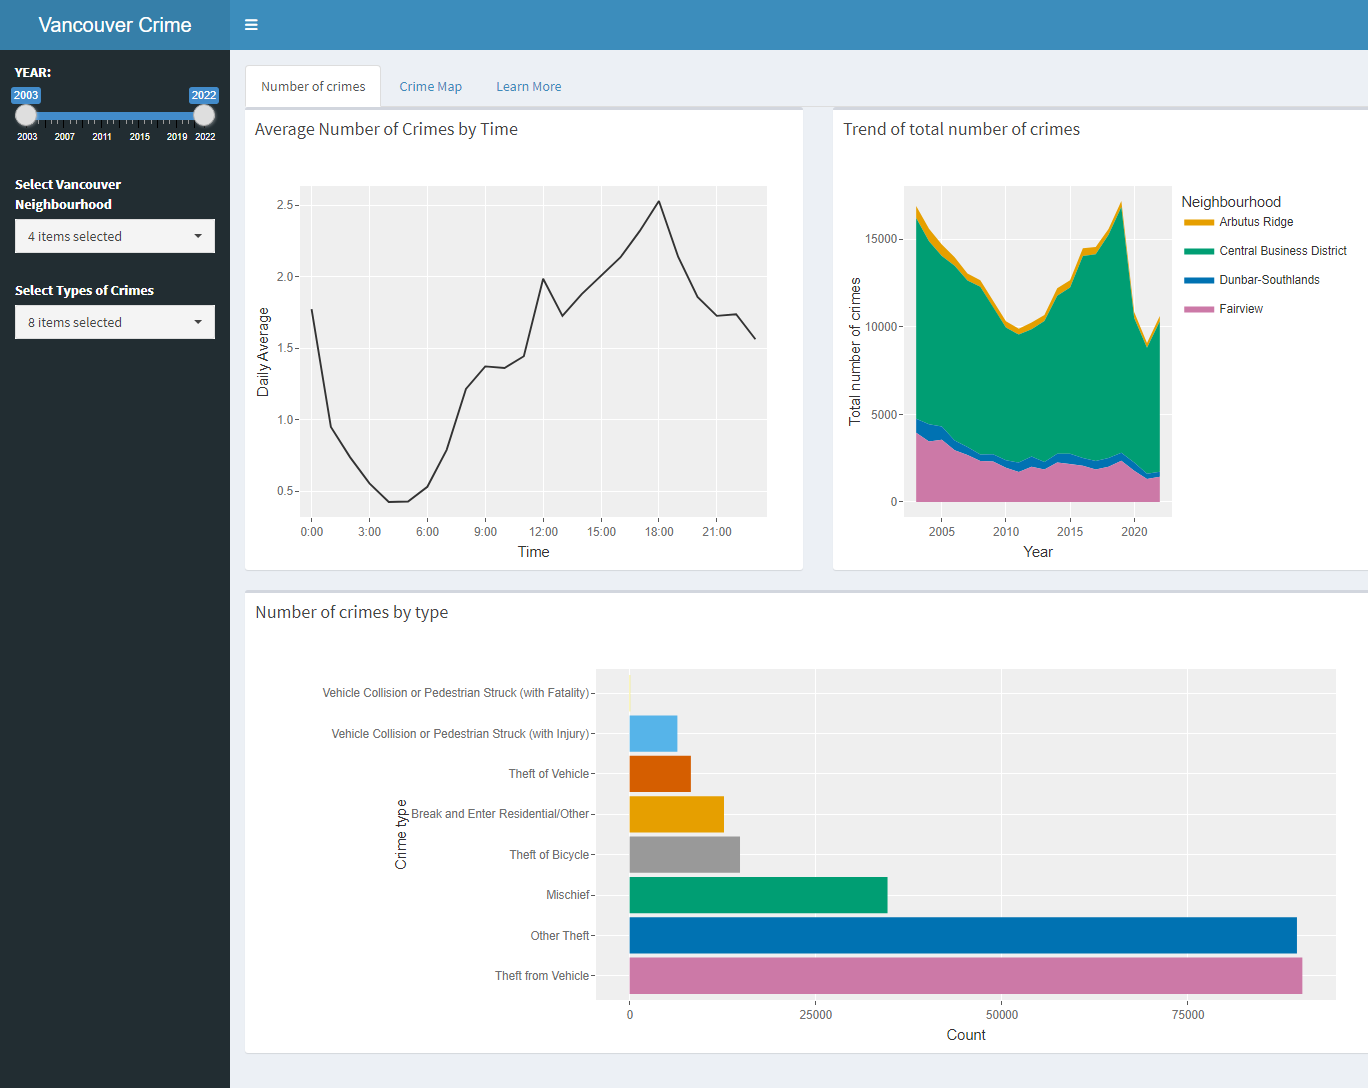 Vancouver Crime
YEAR:
2003 2022
2003 2007 2011 2015 2019 2022
Select Vancouver
Neighbourhood
4 items selected
Select Types of Crimes
8 items selected
Number of crimes Crime Map Learn More
Average Number of Crimes by Time
2.5
2.0
1.5
1.0
0.5
Daily Average
0:00 3:00 6:00 9:00 12:00 15:00 18:00 21:00
Time
Trend of total number of crimes
15000
10000
5000
0
Total number of crimes
2005 2010 2015 2020
Year
Neighbourhood
Arbutus Ridge
Central Business District
Dunbar-Southlands
Fairview
Number of crimes by type
Crime type
Vehicle Collision or Pedestrian Struck (with Fatality)
Vehicle Collision or Pedestrian Struck (with Injury)
Theft of Vehicle
Break and Enter Residential/Other
Theft of Bicycle
Mischief
Other Theft
Theft from Vehicle
0 25000 50000 75000
Count